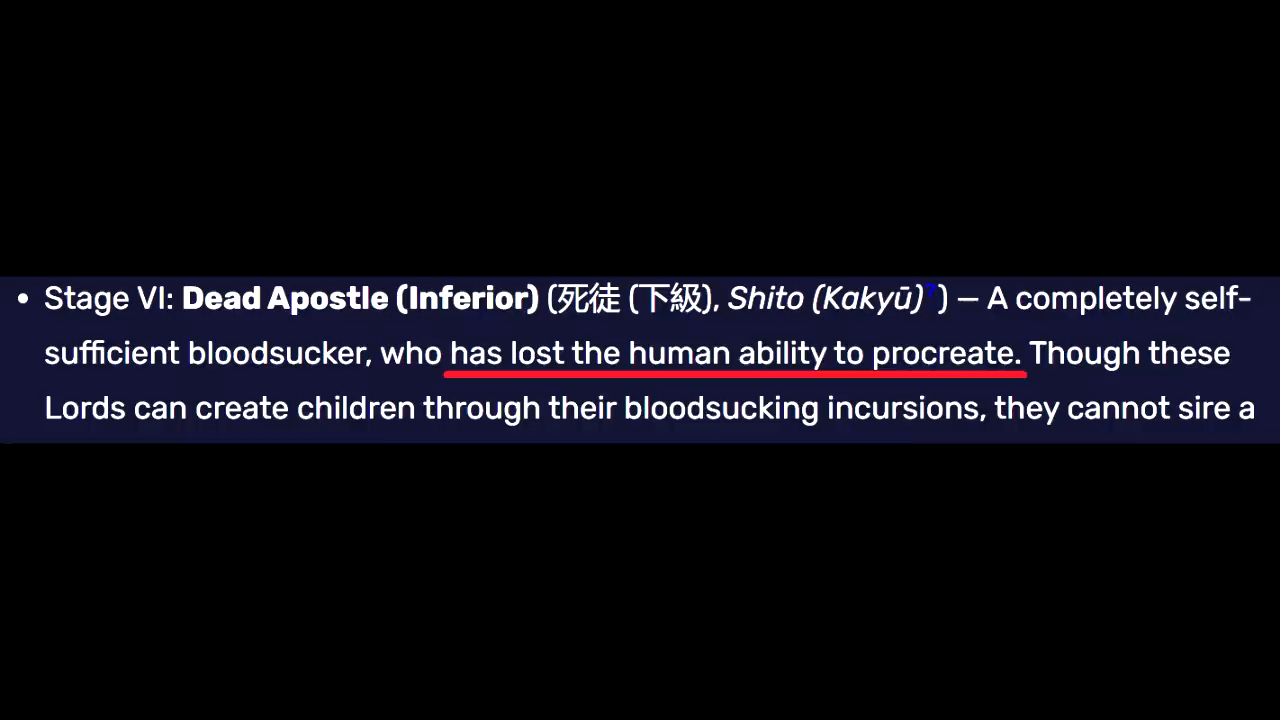 • Stage VI: Dead Apostle (Inferior) (死徒 (下級), Shito (Kakyū)?) — A completely self-
sufficient bloodsucker, who has lost the human ability to procreate. Though these
Lords can create children through their bloodsucking incursions, they cannot sire a